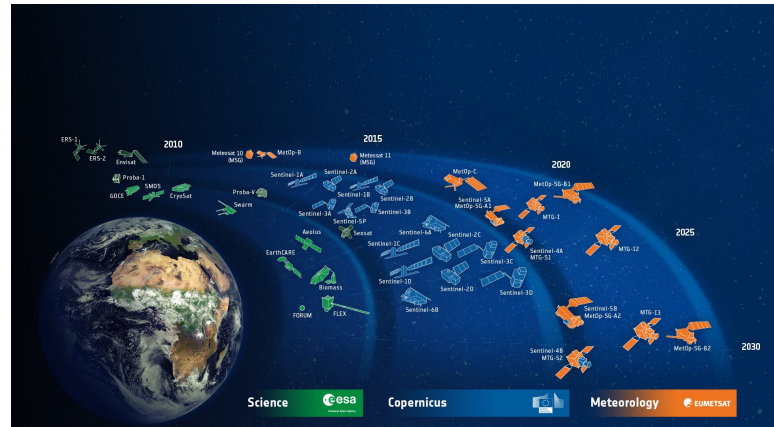 2010
2015
2020
2025
2030
ERS-1
ERS-2
Envisat
Proba-1
GOCE
SMOS
CryoSat
Swarm
Proba-V
Meteosat 10
(MSG)
MetOp-B
Meteosat 11
(MSG)
Sentinel-1A
Sentinel-2A
Sentinel-1B
Sentinel-2B
Sentinel-3A
Sentinel-5P
Sentinel-3B
Aeolus
EarthCARE
Biomass
FORUM
FLEX
Sentinel-6A
Sentinel-1C
Sentinel-2C
Sentinel-3C
Sentinel-1D
Sentinel-2D
Sentinel-3D
Sentinel-6B
MetOp-C
Sentinel-5A
MetOp-SG-A1
MetOp-SG-B1
MTG-I
Sentinel-4A
MTG-S1
MTG-I2
Sentinel-5B
MetOp-SG-A2
MTG-I3
MetOp-SG-B2
Sentinel-4B
MTG-S2
Science
esa
Copernicus
Meteorology
EUMETSAT